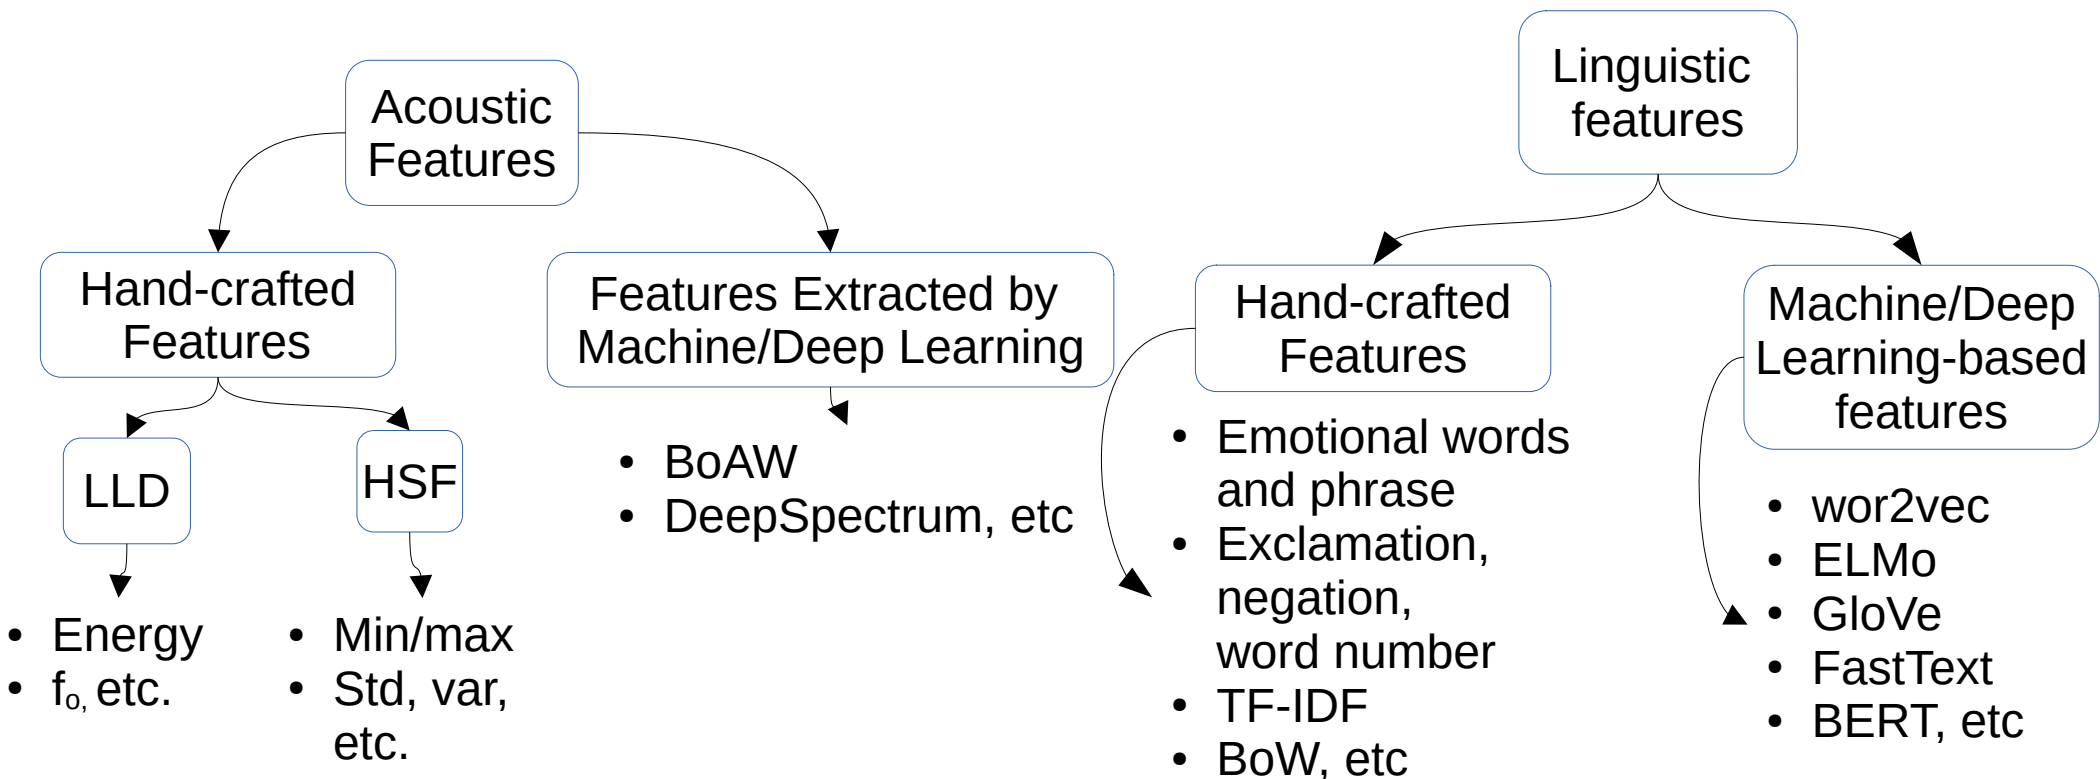 Acoustic
Features
Hand-crafted
Features
LLD
• Energy
• fo, etc.
HSF
• Min/max
• Std, var,
etc.
Features Extracted by
Machine/Deep Learning
• BoAW
• DeepSpectrum, etc
Linguistic
features
Hand-crafted
Features
• Emotional words
and phrase
• Exclamation,
negation,
word number
• TF-IDF
• BoW, etc
Machine/Deep
Learning-based
features
• wor2vec
• ELMo
• GloVe
• FastText
• BERT, etc